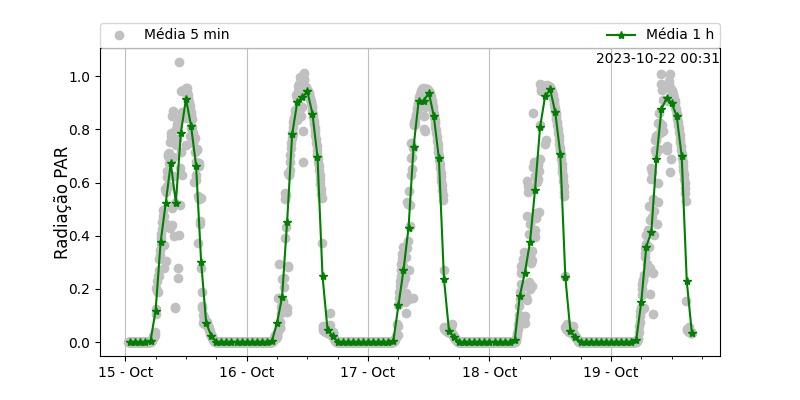 Média 5 min
Média 1 h
2023-10-22 00:31
Radiação PAR
1.0
0.8
0.6
0.4
0.2
0.0
15 - Oct
16 - Oct
17 - Oct
18 - Oct
19 - Oct